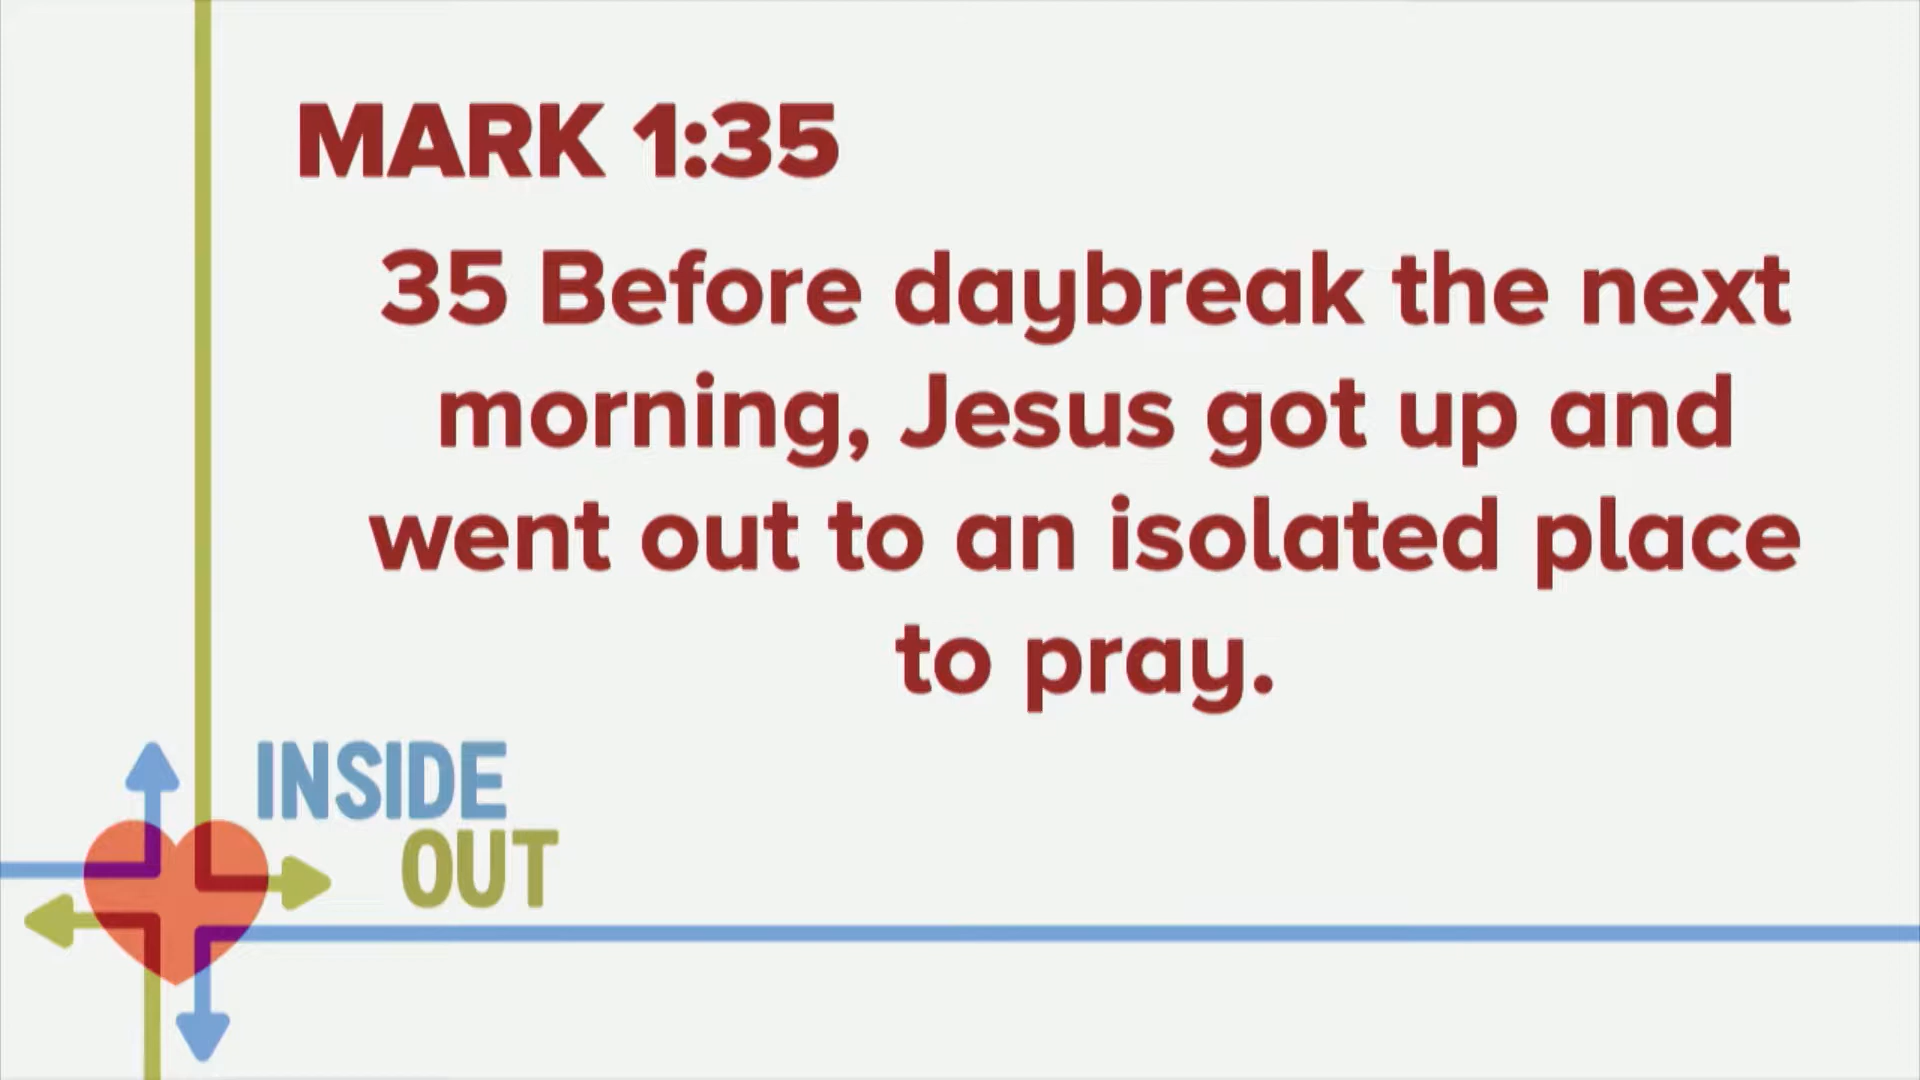 MARK 1:35
35 Before daybreak the next
morning, Jesus got up and
went out to an isolated place
to pray.
INSIDE
OUT